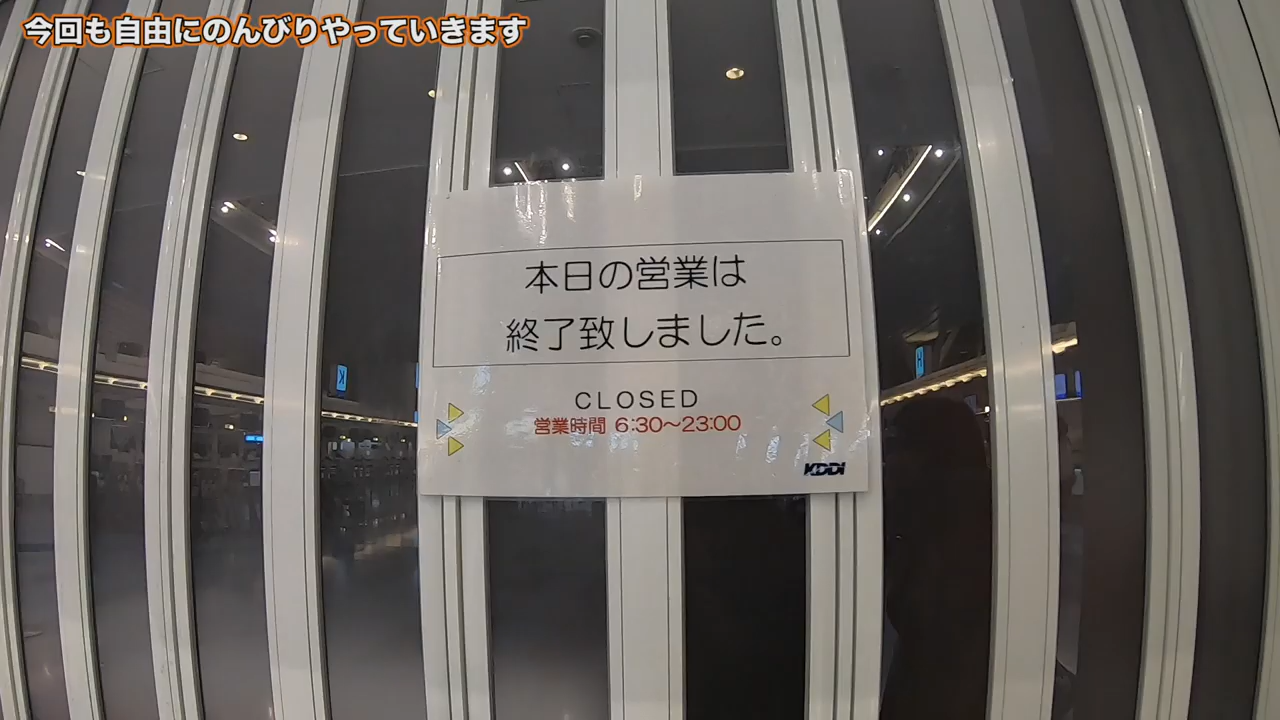 今回も自由にのんびりやっていきます
本日の営業は
終了致しました。
CLOSED
営業時間 6:30～23:00
KDDI
K
H